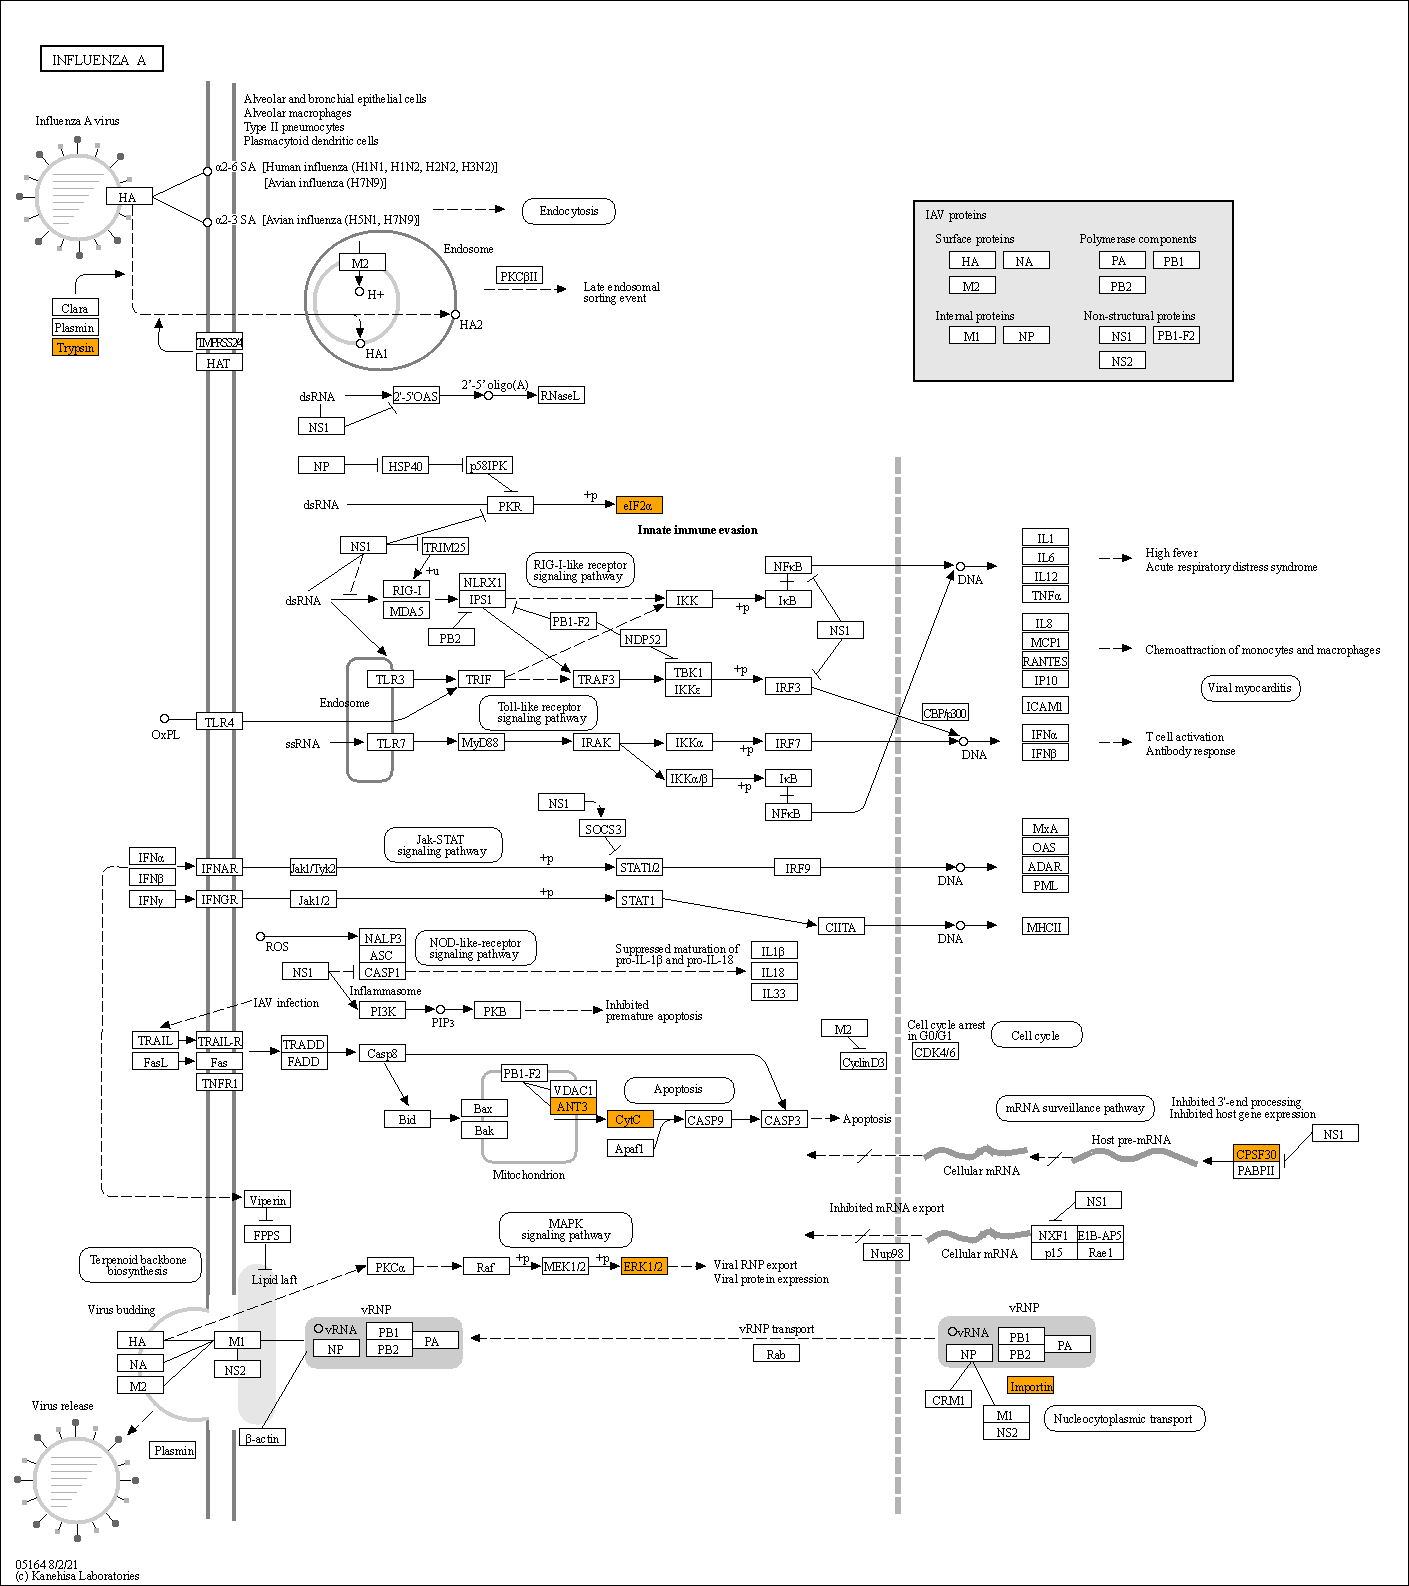 INFLUENZA A
Alveolar and bronchial epithelial cells
Alveolar macrophages
Type II pneumocytes
Plasmacytoid dendritic cells
Influenza A virus
HA
α2-6 SA [Human influenza (H1N1, H1N2, H2N2, H3N2)]
[Avian influenza (H7N9)]
α2-3 SA [Avian influenza (H5N1, H7N9)]
Endocytosis
Endosome
M2
H+
HA2
HA1
PKCβII
Late endosomal
sorting event
Clara
Plasmin
Trypsin
TMPRSS2/4
HAT
IAV proteins
Surface proteins
HA
NA
M2
Polymerase components
PA
PB1
PB2
Internal proteins
M1
NP
Non-structural proteins
NS1
PB1-F2
NS2
dsRNA
2'-5'OAS
2'-5' oligo(A)
RNaseL
NS1
NP
HSP40
p58IPK
dsRNA
PKR
+p
eIF2α
Innate immune evasion
NS1
TRIM25
+u
RIG-I
MDA5
dsRNA
NLRX1
IPS1
PB2
RIG-I-like receptor
signaling pathway
PB1-F2
NDP52
IKK
+p
NFκB
IκB
NS1
DNA
IL1
IL6
IL12
TNFα
High fever
Acute respiratory distress syndrome
IL8
MCP1
RANTES
IP10
ICAM1
Chemoattraction of monocytes and macrophages
Viral myocarditis
TLR3
TRIF
TRAF3
TBK1
IKKε
+p
IRF3
Endosome
OxPL
TLR4
Toll-like receptor
signaling pathway
CBP/p300
ssRNA
TLR7
MyD88
IRAK
IKKα
+p
IRF7
DNA
IFNα
IFNβ
T cell activation
Antibody response
IKKα/β
+p
IκB
NFκB
NS1
SOCS3
Jak-STAT
signaling pathway
IFNα
IFNβ
IFNAR
Jak1/Tyk2
+p
STAT1/2
IRF9
DNA
MxA
OAS
ADAR
PML
IFNγ
IFNGR
Jak1/2
+p
STAT1
CIITA
DNA
MHCII
ROS
NALP3
ASC
CASP1
NS1
Inflammasome
NOD-like-receptor
signaling pathway
Suppressed maturation of
pro-IL-1β and pro-IL-18
IL1β
IL18
IL33
IAV infection
PI3K
PIP3
PKB
Inhibited
premature apoptosis
TRAIL
TRAIL-R
FasL
Fas
TNFR1
TRADD
FADD
Casp8
Bid
Bax
Bak
PB1-F2
VDAC1
ANT3
Mitochondrion
Apoptosis
CytC
Apaf1
CASP9
CASP3
Apoptosis
M2
CyclinD3
Cell cycle arrest
in G0/G1
CDK4/6
Cell cycle
mRNA surveillance pathway
Inhibited 3'-end processing
Inhibited host gene expression
NS1
CPSF30
PABPII
Host pre-mRNA
Cellular mRNA
Inhibited mRNA export
Nup98
Cellular mRNA
NS1
NXF1
E1B-AP5
p15
Rae1
Viperin
FPPS
Lipid laft
Terpenoid backbone
biosynthesis
MAPK
signaling pathway
PKCα
Raf
+p
MEK1/2
+p
ERK1/2
Viral RNP export
Viral protein expression
Virus budding
HA
NA
M2
M1
NS2
vRNP
vRNA
NP
PB1
PB2
PA
vRNP transport
Rab
vRNP
vRNA
NP
PB1
PB2
PA
Importin
CRM1
M1
NS2
Nucleocytoplasmic transport
β-actin
Virus release
Plasmin
05164 8/2/21
(c) Kanehisa Laboratories